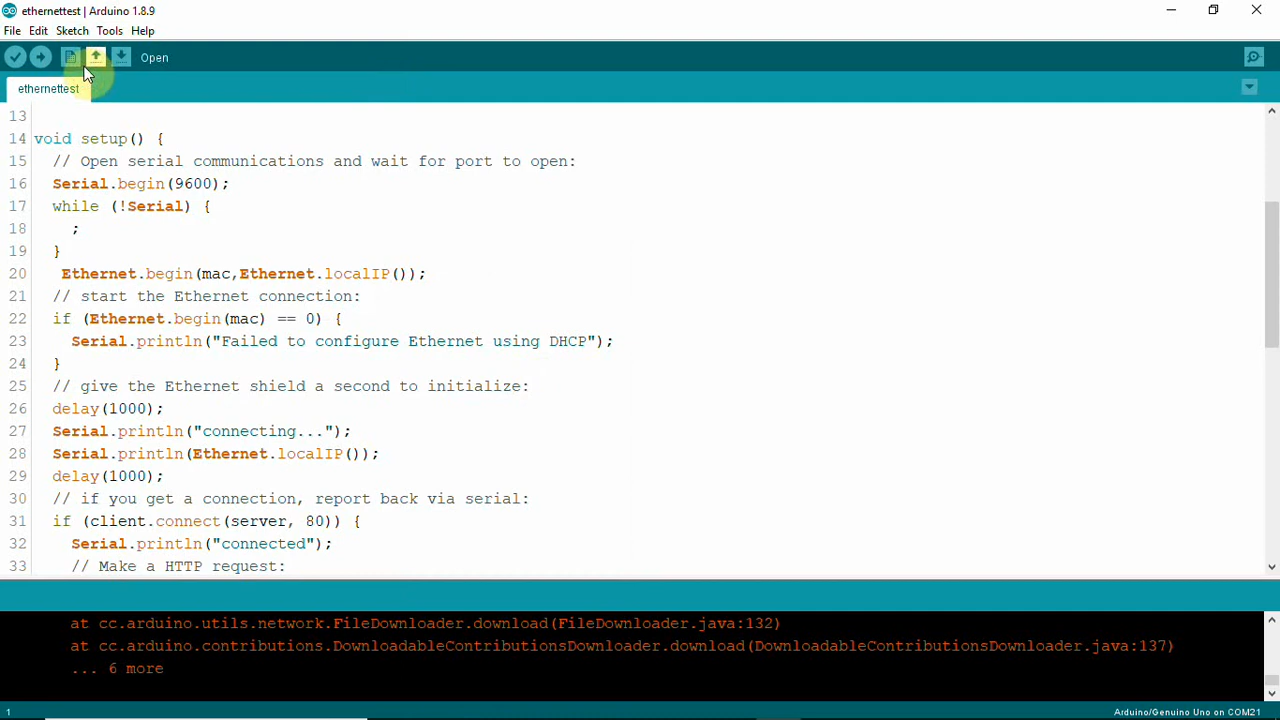 ethernettest | Arduino 1.8.9
File Edit Sketch Tools Help
Open
ethernettest
13
14 void setup() {
15   // Open serial communications and wait for port to open:
16   Serial.begin(9600);
17   while (!Serial) {
18     ;
19   }
20    Ethernet.begin(mac,Ethernet.localIP());
21   // start the Ethernet connection:
22   if (Ethernet.begin(mac) == 0) {
23     Serial.println("Failed to configure Ethernet using DHCP");
24   }
25   // give the Ethernet shield a second to initialize:
26   delay(1000);
27   Serial.println("connecting...");
28   Serial.println(Ethernet.localIP());
29   delay(1000);
30   // if you get a connection, report back via serial:
31   if (client.connect(server, 80)) {
32     Serial.println("connected");
33     // Make a HTTP request:
at cc.arduino.utils.network.FileDownloader.download(FileDownloader.java:132)
at cc.arduino.contributions.DownloadableContributionsDownloader.download(DownloadableContributionsDownloader.java:137)
... 6 more
1 Arduino/Genuino Uno on COM21